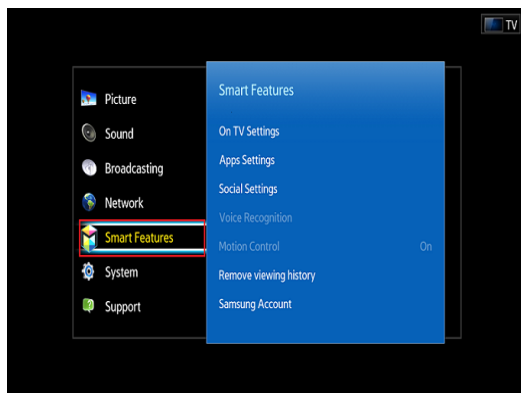 TV
Picture
Sound
Broadcasting
Network
Smart Features
System
Support
Smart Features
On TV Settings
Apps Settings
Social Settings
Voice Recognition
Motion Control On
Remove viewing history
Samsung Account